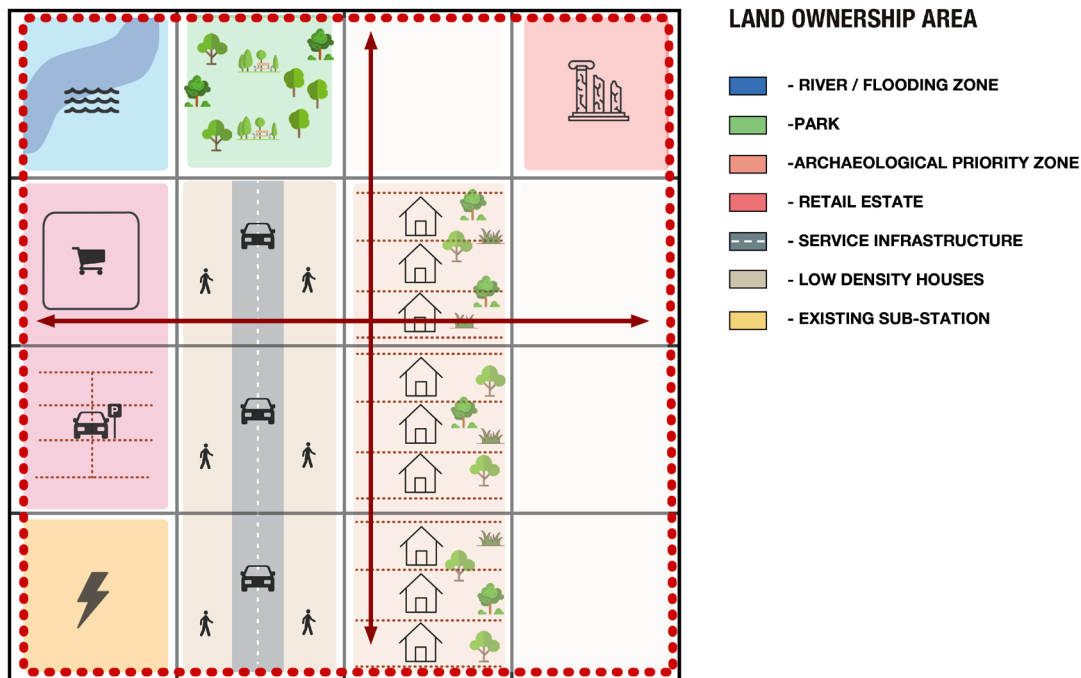 LAND OWNERSHIP AREA
- RIVER / FLOODING ZONE
-PARK
-ARCHAEOLOGICAL PRIORITY ZONE
- RETAIL ESTATE
- SERVICE INFRASTRUCTURE
- LOW DENSITY HOUSES
- EXISTING SUB-STATION
P